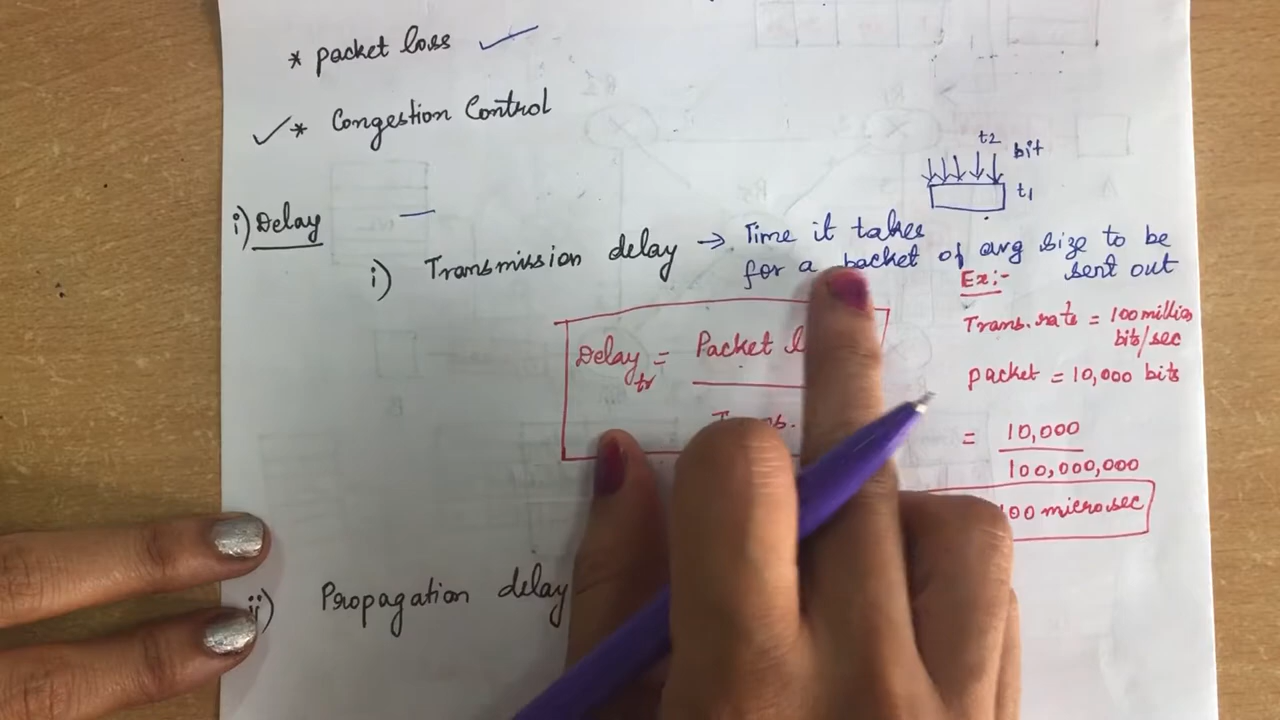 * packet loss ✓
✓ * Congestion Control
t2
bit
t1
i) Delay —
i) Transmission delay → Time it takes
for a packet of avg size to be
sent out
Ex:-
Trans. rate = 100 million
bits/sec
Delay tr = Packet
packet = 10,000 bits
= 10,000
100,000,000
100 microsec
ii) Propagation delay